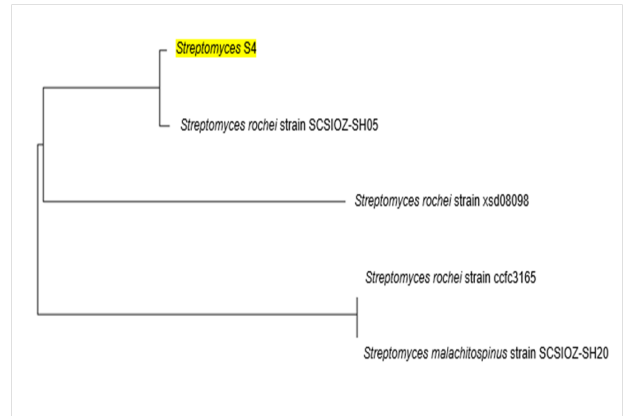 Streptomyces S4
Streptomyces rochei strain SCSIOZ-SH05
Streptomyces rochei strain xsd08098
Streptomyces rochei strain ccfc3165
Streptomyces malachitospinus strain SCSIOZ-SH20